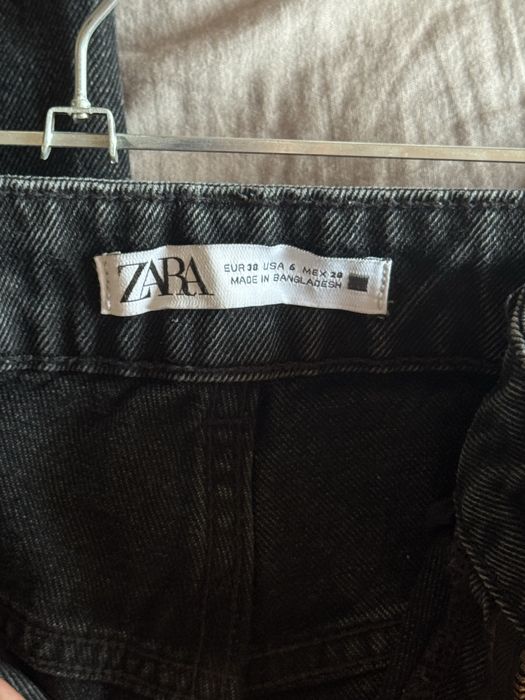 ZARA
EUR 38 USA 6 MEX 28
MADE IN BANGLADESH